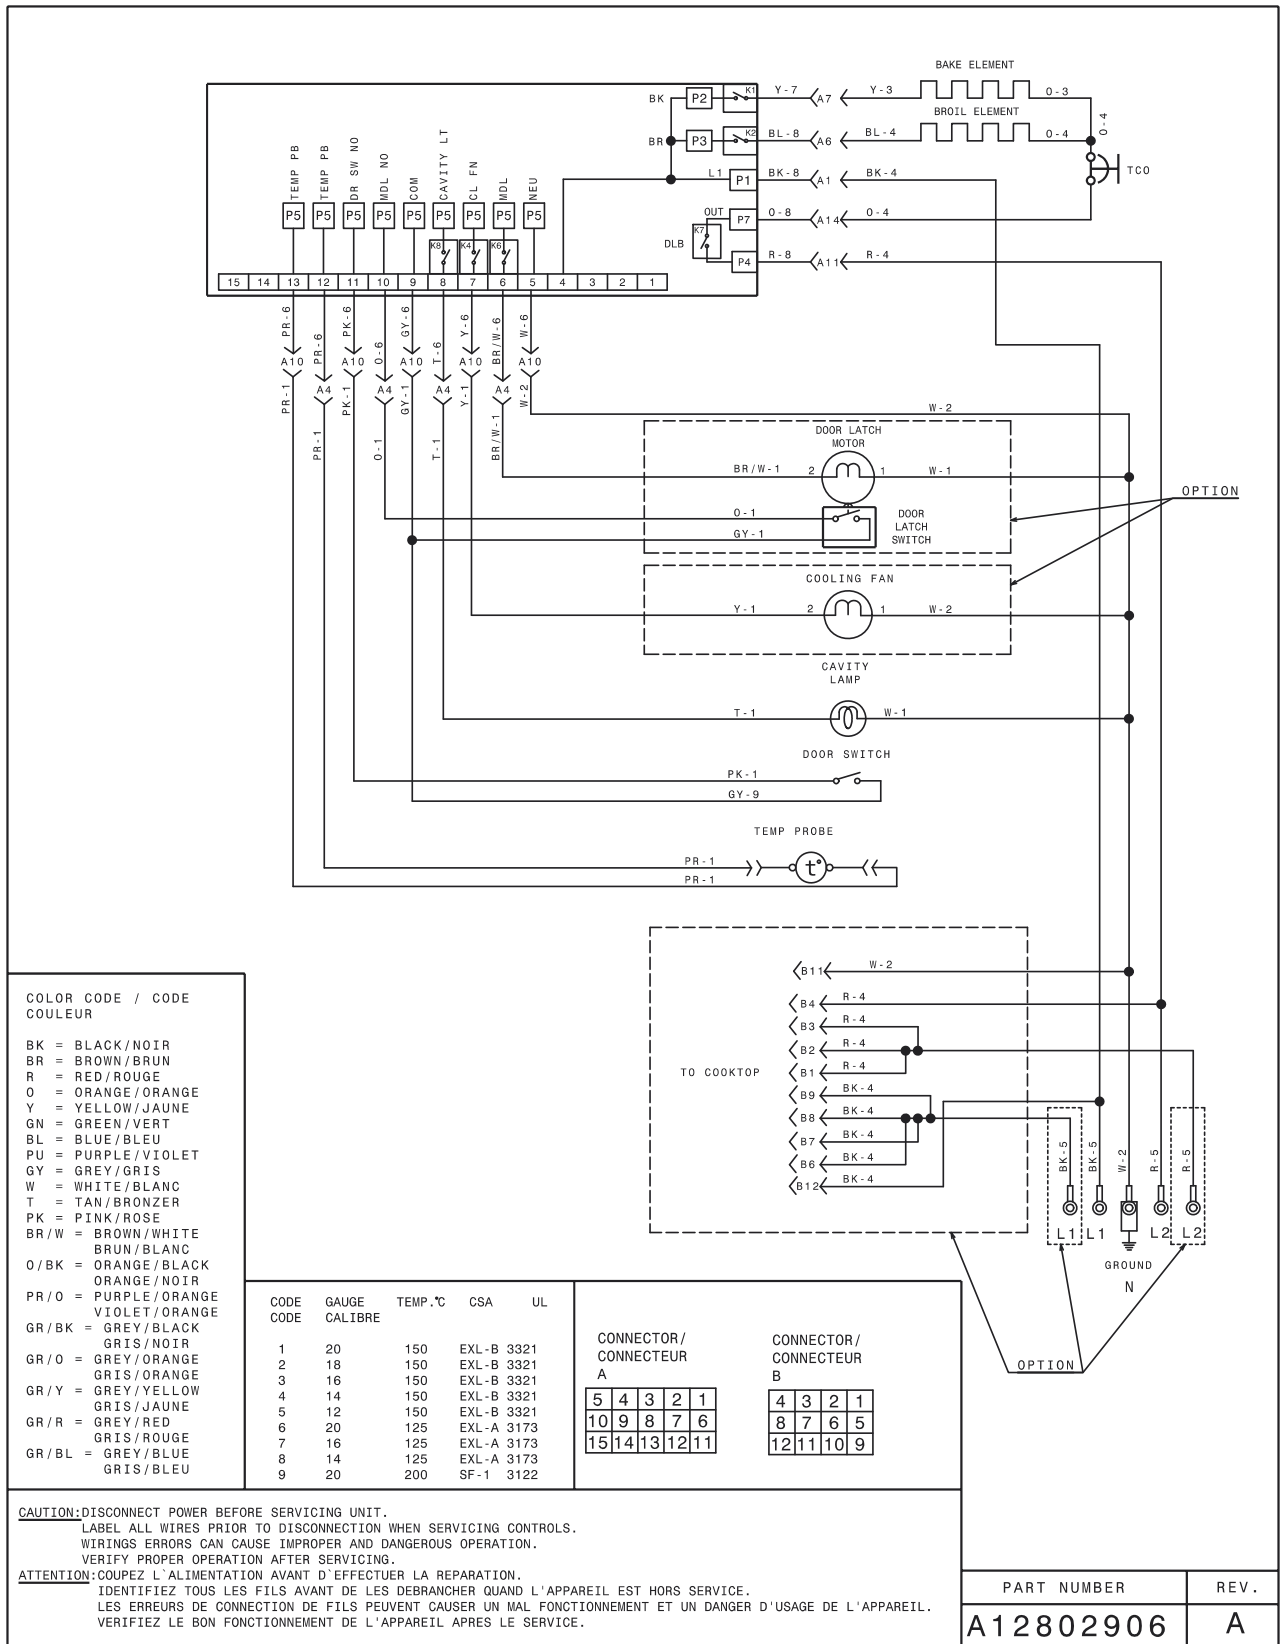 BAKE ELEMENT
BK P2 K1 Y-7 A7 Y-3 O-3
BROIL ELEMENT
BR P3 K2 BL-8 A6 BL-4 O-4 O-4
TCO
L1 P1 BK-8 A1 BK-4
OUT P7 O-8 A14 O-4
DLB K7
P4 R-8 A11 R-4
TEMP PB TEMP PB DR SW NO MDL NO COM CAVITY LT CL FN MDL NEU
P5 P5 P5 P5 P5 P5 P5 P5 P5
K8 K4 K6
15 14 13 12 11 10 9 8 7 6 5 4 3 2 1
PR-6 PR-6 PK-6 O-6 GY-6 T-6 Y-6 BR/W-6 W-6
A10 A10 A10 A10 A10
A4 A4 A4 A4
PR-1 PR-1 PK-1 O-1 GY-1 T-1 Y-1 BR/W-1 W-2
W-2
DOOR LATCH
MOTOR
BR/W-1 2 1 W-1
OPTION
O-1
GY-1
DOOR
LATCH
SWITCH
COOLING FAN
Y-1 2 1 W-2
CAVITY
LAMP
T-1 W-1
DOOR SWITCH
PK-1
GY-9
TEMP PROBE
PR-1 t°
PR-1
B11 W-2
B4 R-4
B3 R-4
B2 R-4
TO COOKTOP
B1 R-4
B9 BK-4
B8 BK-4
B7 BK-4
B6 BK-4
B12 BK-4
BK-5 BK-5 W-2 R-5 R-5
L1 L1 L2 L2
GROUND
N
OPTION
COLOR CODE / CODE
COULEUR
BK = BLACK/NOIR
BR = BROWN/BRUN
R = RED/ROUGE
O = ORANGE/ORANGE
Y = YELLOW/JAUNE
GN = GREEN/VERT
BL = BLUE/BLEU
PU = PURPLE/VIOLET
GY = GREY/GRIS
W = WHITE/BLANC
T = TAN/BRONZER
PK = PINK/ROSE
BR/W = BROWN/WHITE
BRUN/BLANC
O/BK = ORANGE/BLACK
ORANGE/NOIR
PR/O = PURPLE/ORANGE
VIOLET/ORANGE
GR/BK = GREY/BLACK
GRIS/NOIR
GR/O = GREY/ORANGE
GRIS/ORANGE
GR/Y = GREY/YELLOW
GRIS/JAUNE
GR/R = GREY/RED
GRIS/ROUGE
GR/BL = GREY/BLUE
GRIS/BLEU
CODE GAUGE TEMP.°C CSA UL
CODE CALIBRE
1 20 150 EXL-B 3321
2 18 150 EXL-B 3321
3 16 150 EXL-B 3321
4 14 150 EXL-B 3321
5 12 150 EXL-B 3321
6 20 125 EXL-A 3173
7 16 125 EXL-A 3173
8 14 125 EXL-A 3173
9 20 200 SF-1 3122
CONNECTOR/
CONNECTEUR
A
5 4 3 2 1
10 9 8 7 6
15 14 13 12 11
CONNECTOR/
CONNECTEUR
B
4 3 2 1
8 7 6 5
12 11 10 9
CAUTION:DISCONNECT POWER BEFORE SERVICING UNIT.
LABEL ALL WIRES PRIOR TO DISCONNECTION WHEN SERVICING CONTROLS.
WIRINGS ERRORS CAN CAUSE IMPROPER AND DANGEROUS OPERATION.
VERIFY PROPER OPERATION AFTER SERVICING.
ATTENTION:COUPEZ L`ALIMENTATION AVANT D`EFFECTUER LA REPARATION.
IDENTIFIEZ TOUS LES FILS AVANT DE LES DEBRANCHER QUAND L'APPAREIL EST HORS SERVICE.
LES ERREURS DE CONNECTION DE FILS PEUVENT CAUSER UN MAL FONCTIONNEMENT ET UN DANGER D'USAGE DE L'APPAREIL.
VERIFIEZ LE BON FONCTIONNEMENT DE L'APPAREIL APRES LE SERVICE.
PART NUMBER REV.
A12802906 A